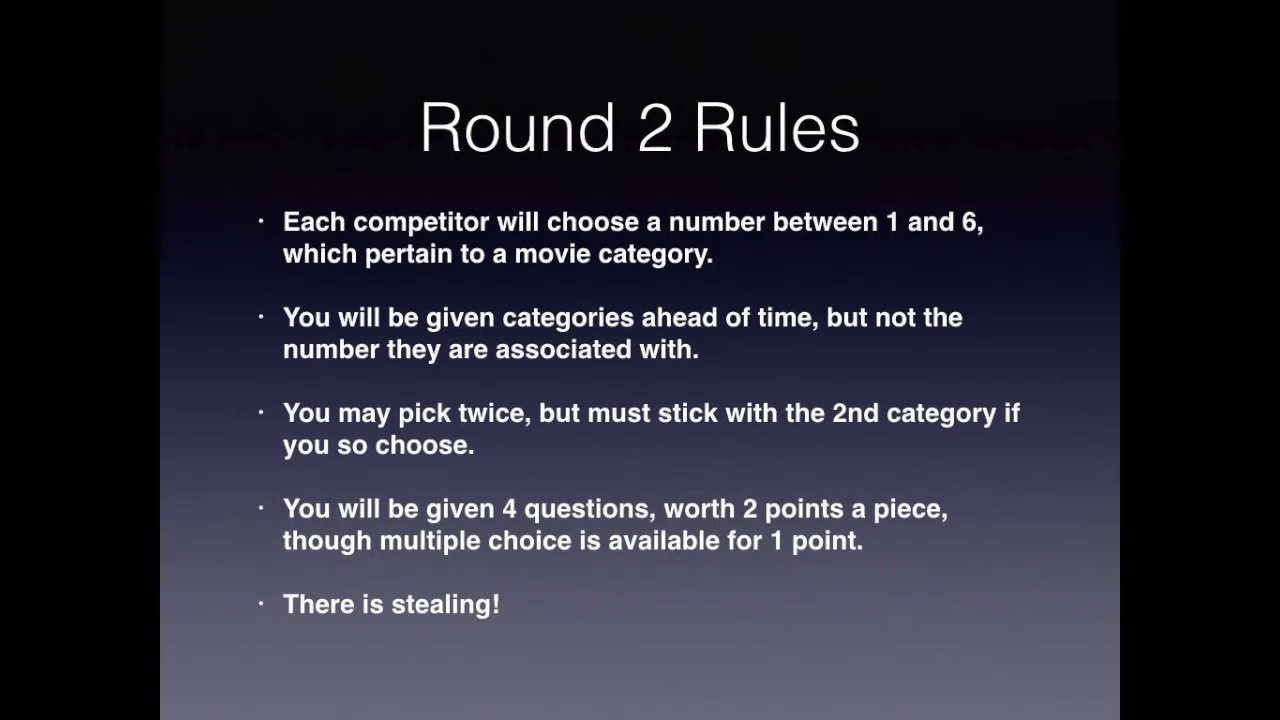 Round 2 Rules
• Each competitor will choose a number between 1 and 6,
which pertain to a movie category.
• You will be given categories ahead of time, but not the
number they are associated with.
• You may pick twice, but must stick with the 2nd category if
you so choose.
• You will be given 4 questions, worth 2 points a piece,
though multiple choice is available for 1 point.
• There is stealing!